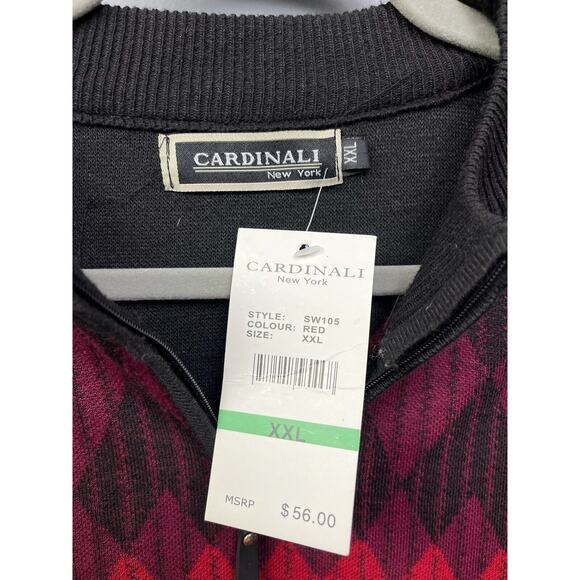 CARDINALI
New York
XXL
CARDINALI
New York
STYLE: SW105
COLOUR: RED
SIZE: XXL
XXL
MSRP $56.00